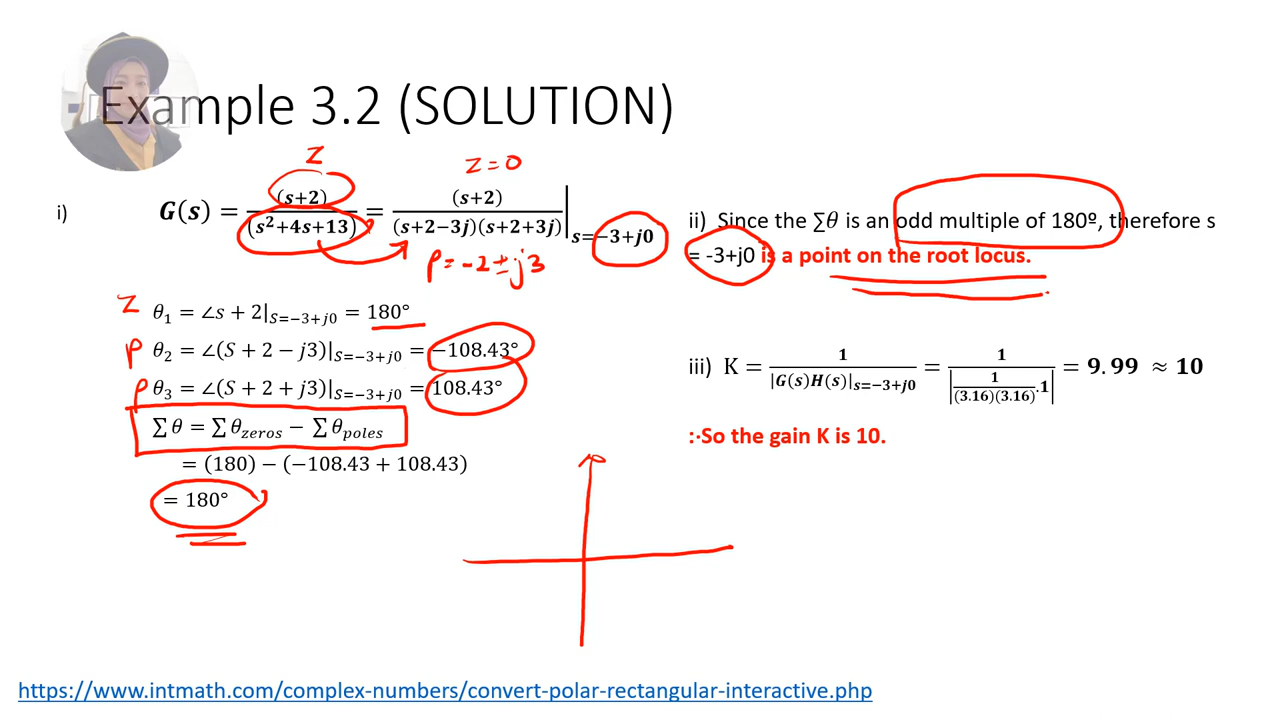 Example 3.2 (SOLUTION)
Z
Z = 0
i) G(s) = (s+2)/(s²+4s+13) = (s+2)/((s+2−3j)(s+2+3j))|s=−3+j0
P = -2 ± j3
Z θ₁ = ∠s + 2|S=−3+j0 = 180°
P θ₂ = ∠(S + 2 − j3)|S=−3+j0 = −108.43°
P θ₃ = ∠(S + 2 + j3)|S=−3+j0 = 108.43°
∑ θ = ∑ θzeros − ∑ θpoles
= (180) − (−108.43 + 108.43)
= 180°
ii) Since the ∑θ is an odd multiple of 180º, therefore s
= -3+j0 is a point on the root locus.
iii) K = 1/|G(s)H(s)|s=−3+j0 = 1/|1/((3.16)(3.16)).1| = 9.99 ≈ 10
∴So the gain K is 10.
https://www.intmath.com/complex-numbers/convert-polar-rectangular-interactive.php